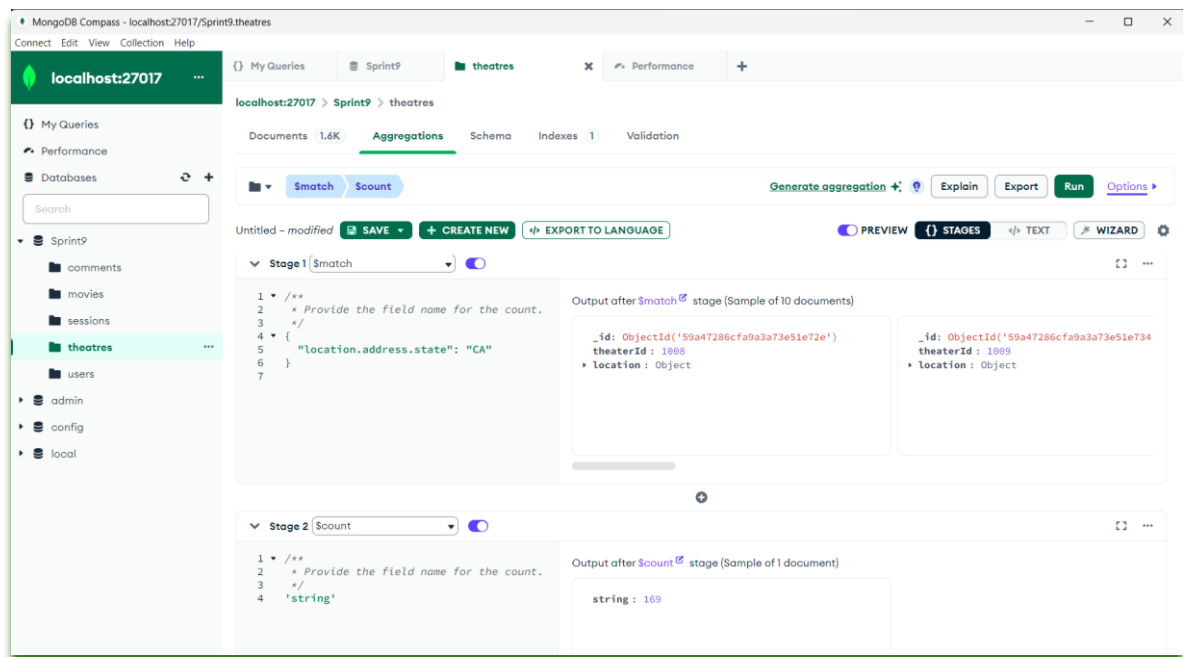 MongoDB Compass - localhost:27017/Sprint9.theatres
Connect Edit View Collection Help
localhost:27017 ...
{} My Queries
Performance
Databases
Search
Sprint9
comments
movies
sessions
theatres ...
users
admin
config
local
{} My Queries Sprint9 theatres Performance
localhost:27017 > Sprint9 > theatres
Documents 1.6K Aggregations Schema Indexes 1 Validation
$match $count Generate aggregation Explain Export Run Options
Untitled – modified SAVE + CREATE NEW </> EXPORT TO LANGUAGE PREVIEW {} STAGES </> TEXT WIZARD
Stage 1 $match
1 /**
2 * Provide the field name for the count.
3 */
4 {
5 "location.address.state": "CA"
6 }
7
Output after $match stage (Sample of 10 documents)
_id: ObjectId('59a47286cfa9a3a73e51e72e')
theaterId : 1008
location : Object
_id: ObjectId('59a47286cfa9a3a73e51e734
theaterId : 1009
location : Object
Stage 2 $count
1 /**
2 * Provide the field name for the count.
3 */
4 'string'
Output after $count stage (Sample of 1 document)
string : 169